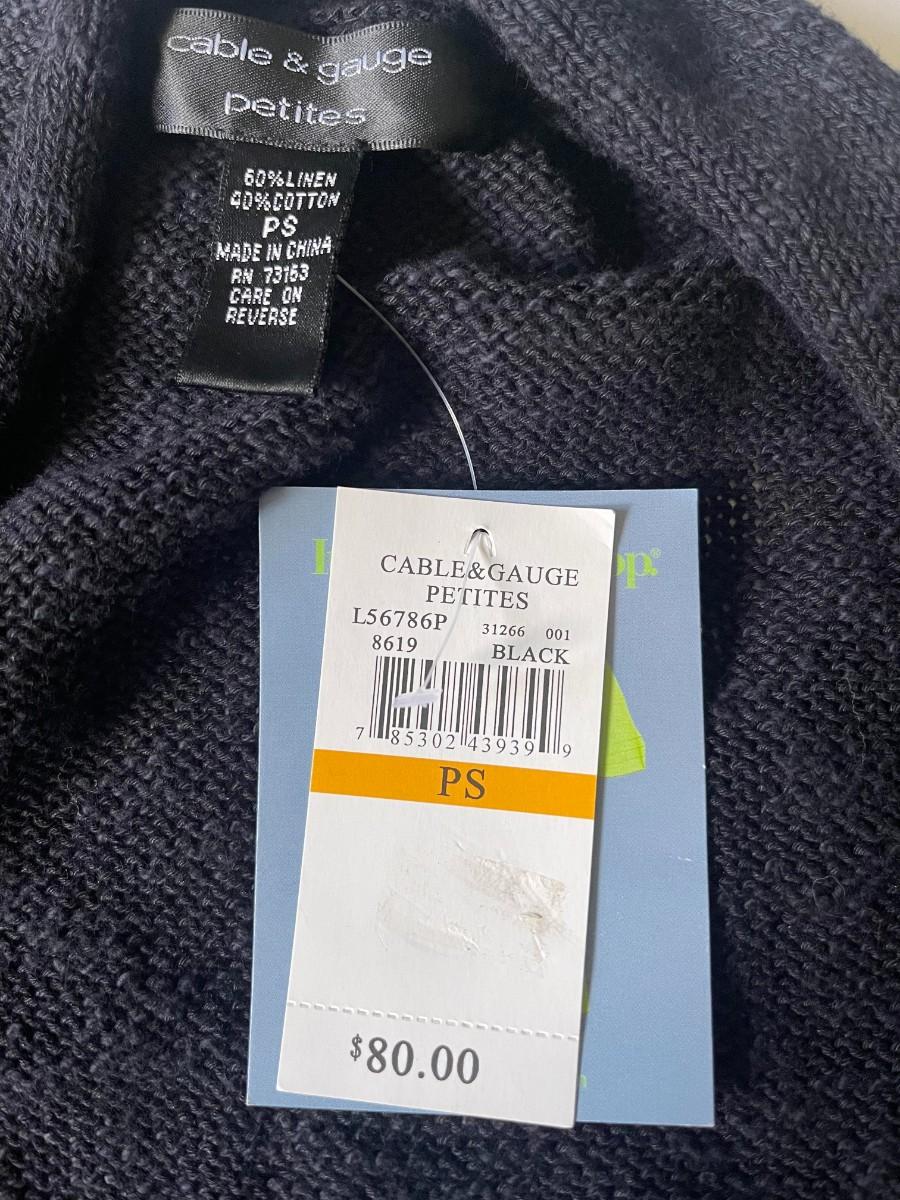 cable & gauge
petites
60%LINEN
40%COTTON
PS
MADE IN CHINA
RN 73163
CARE ON
REVERSE
op.®
CABLE&GAUGE
PETITES
L56786P 31266 001
8619 BLACK
7 85302 43939 9
PS
$80.00